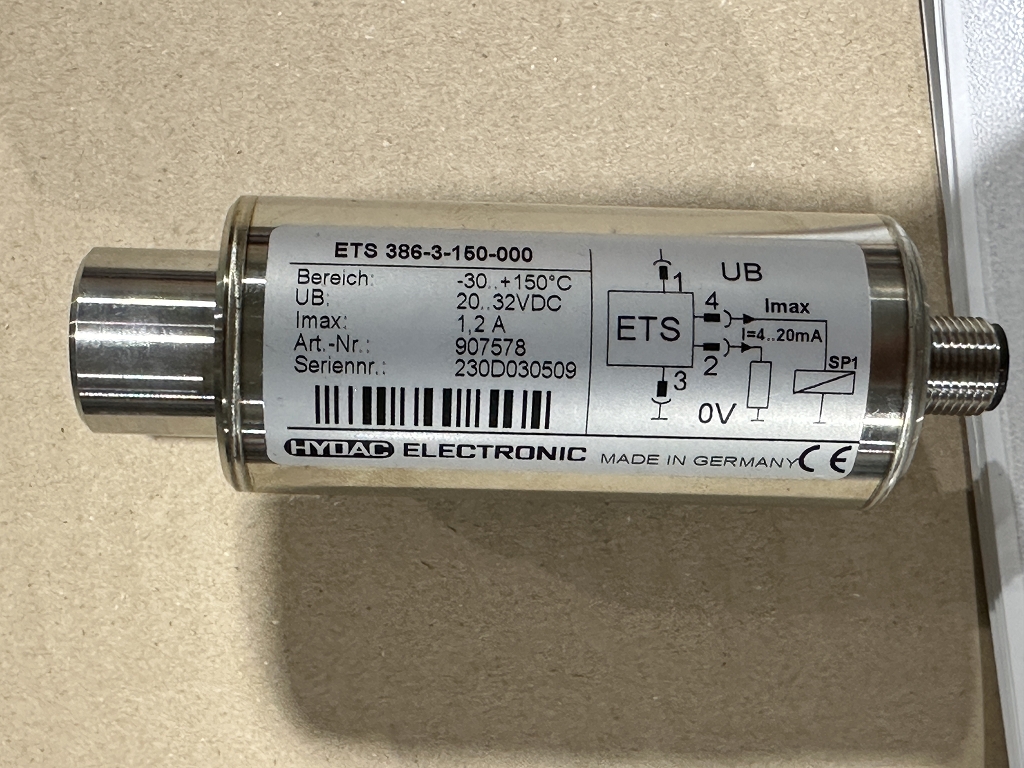 ETS 386-3-150-000
Bereich: -30..+150°C
UB: 20..32VDC
Imax: 1,2 A
Art.-Nr.: 907578
Seriennr.: 230D030509
1 UB
4 Imax
ETS
I=4..20mA
2
SP1
3
0V
HYDAC ELECTRONIC MADE IN GERMANY CE